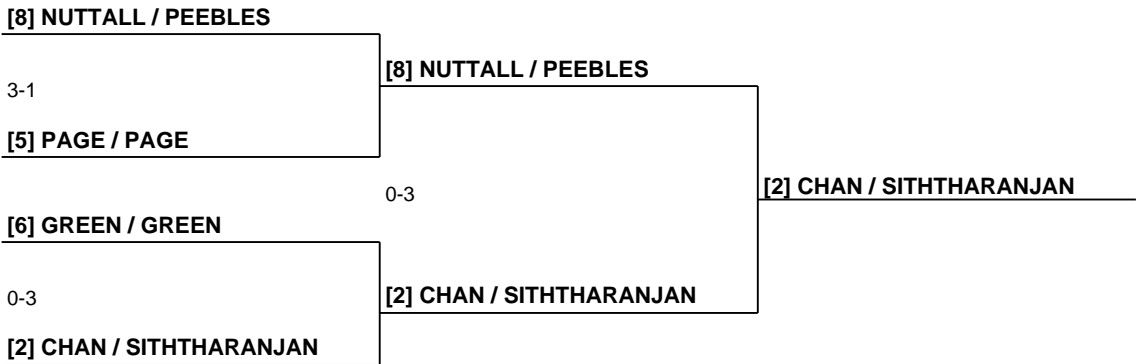 [8] NUTTALL / PEEBLES
[8] NUTTALL / PEEBLES
3-1
[5] PAGE / PAGE
0-3
[2] CHAN / SITHTHARANJAN
[6] GREEN / GREEN
0-3
[2] CHAN / SITHTHARANJAN
[2] CHAN / SITHTHARANJAN